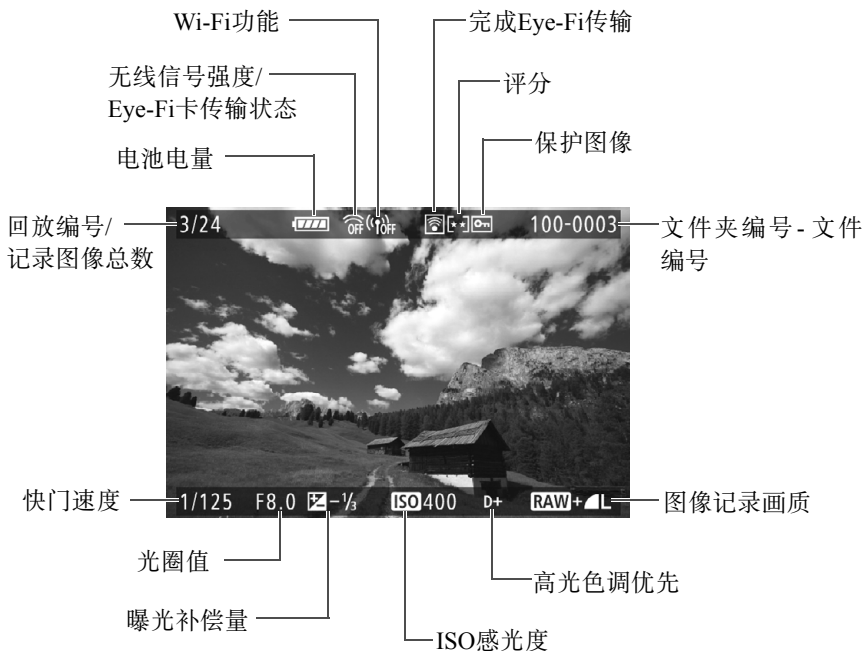 Wi-Fi功能
完成Eye-Fi传输
无线信号强度/
Eye-Fi卡传输状态
评分
保护图像
电池电量
回放编号/
记录图像总数
3/24
OFF
OFF
100-0003
文件夹编号-文件
编号
快门速度
1/125 F8.0 -1/3 ISO 400 D+ RAW+L
图像记录画质
光圈值
高光色调优先
曝光补偿量
ISO感光度